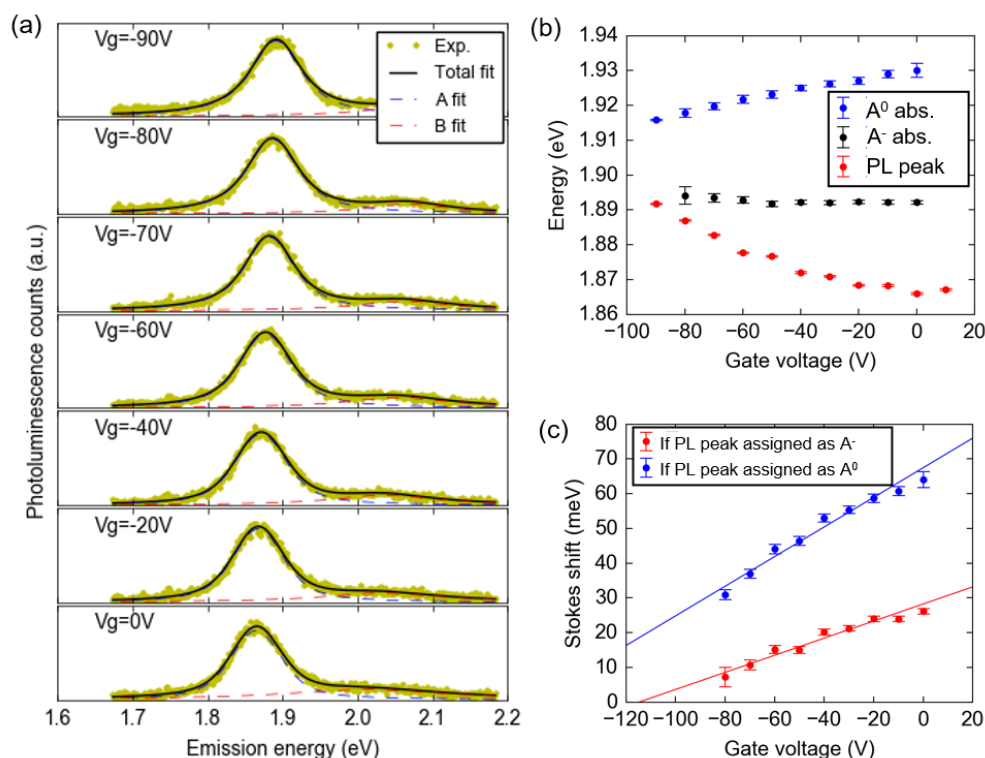 (a)
Vg=-90V
Exp.
Total fit
A fit
B fit
Vg=-80V
Vg=-70V
Vg=-60V
Vg=-40V
Vg=-20V
Vg=0V
Photoluminescence counts (a.u.)
1.6 1.7 1.8 1.9 2.0 2.1 2.2
Emission energy (eV)
(b)
1.94
1.93
1.92
1.91
1.90
1.89
1.88
1.87
1.86
Energy (eV)
A⁰ abs.
A⁻ abs.
PL peak
−100 −80 −60 −40 −20 0 20
Gate voltage (V)
(c)
80
70
60
50
40
30
20
10
0
Stokes shift (meV)
If PL peak assigned as A⁻
If PL peak assigned as A⁰
−120 −100 −80 −60 −40 −20 0 20
Gate voltage (V)